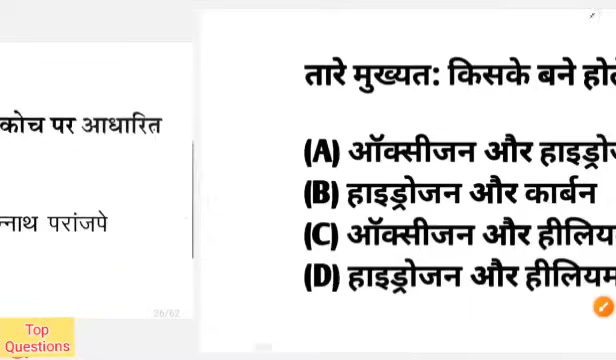 कोच पर आधारित
न्नाथ परांजपे
26/62
Top
Questions
तारे मुख्यत: किसके बने
(A) ऑक्सीजन और
(B) हाइड्रोजन और कार्बन
(C) ऑक्सीजन और
(D) हाइड्रोजन और हीलियम